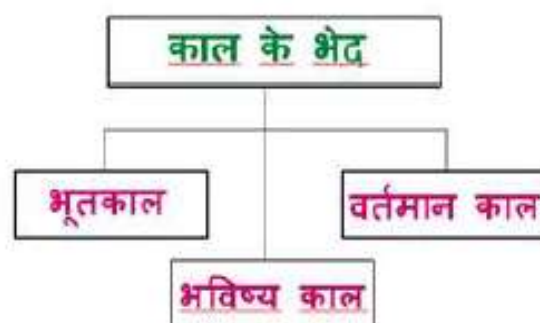 काल के भेद
भूतकाल
वर्तमान काल
भविष्य काल